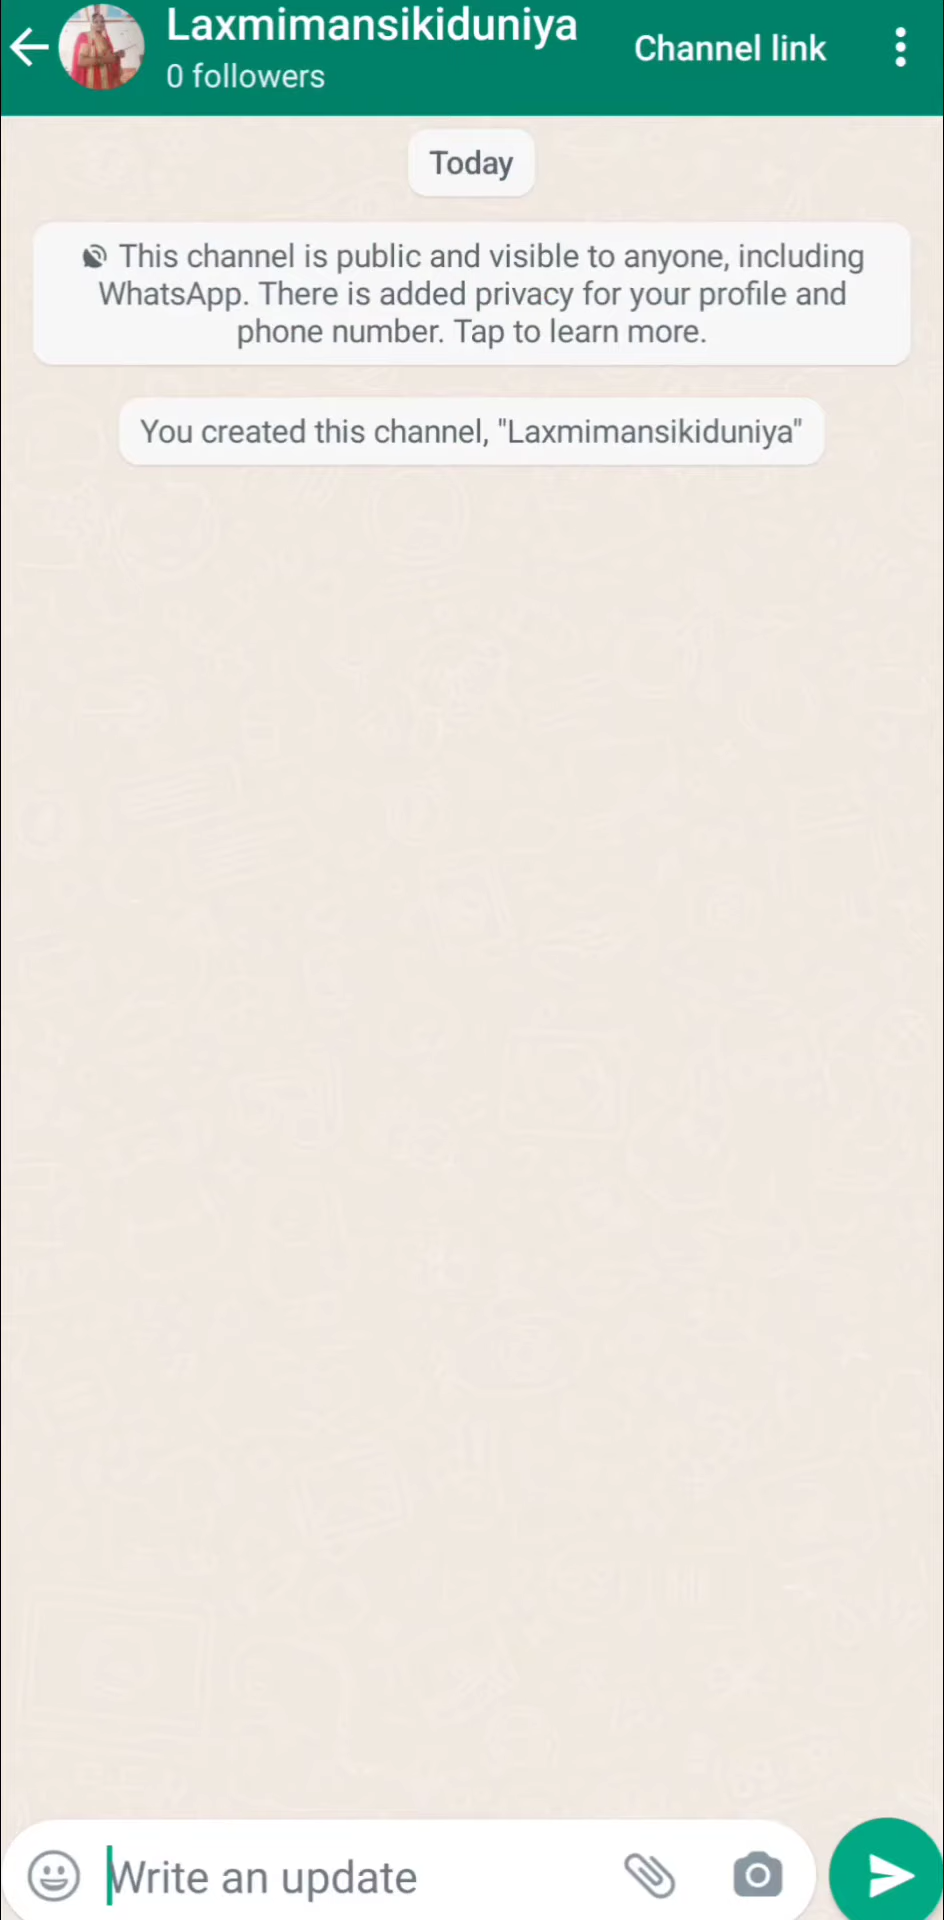 Laxmimansikiduniya
0 followers
Channel link
Today
This channel is public and visible to anyone, including
WhatsApp. There is added privacy for your profile and
phone number. Tap to learn more.
You created this channel, "Laxmimansikiduniya"
Write an update